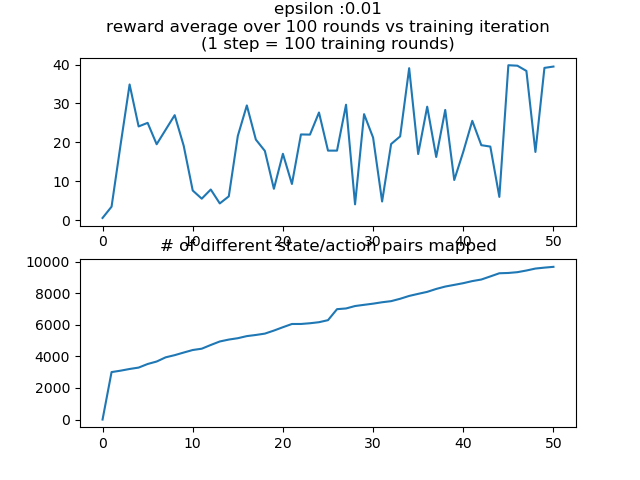 epsilon :0.01
reward average over 100 rounds vs training iteration
(1 step = 100 training rounds)
40
30
20
10
0
0 10 20 30 40 50
# of different state/action pairs mapped
10000
8000
6000
4000
2000
0
0 10 20 30 40 50